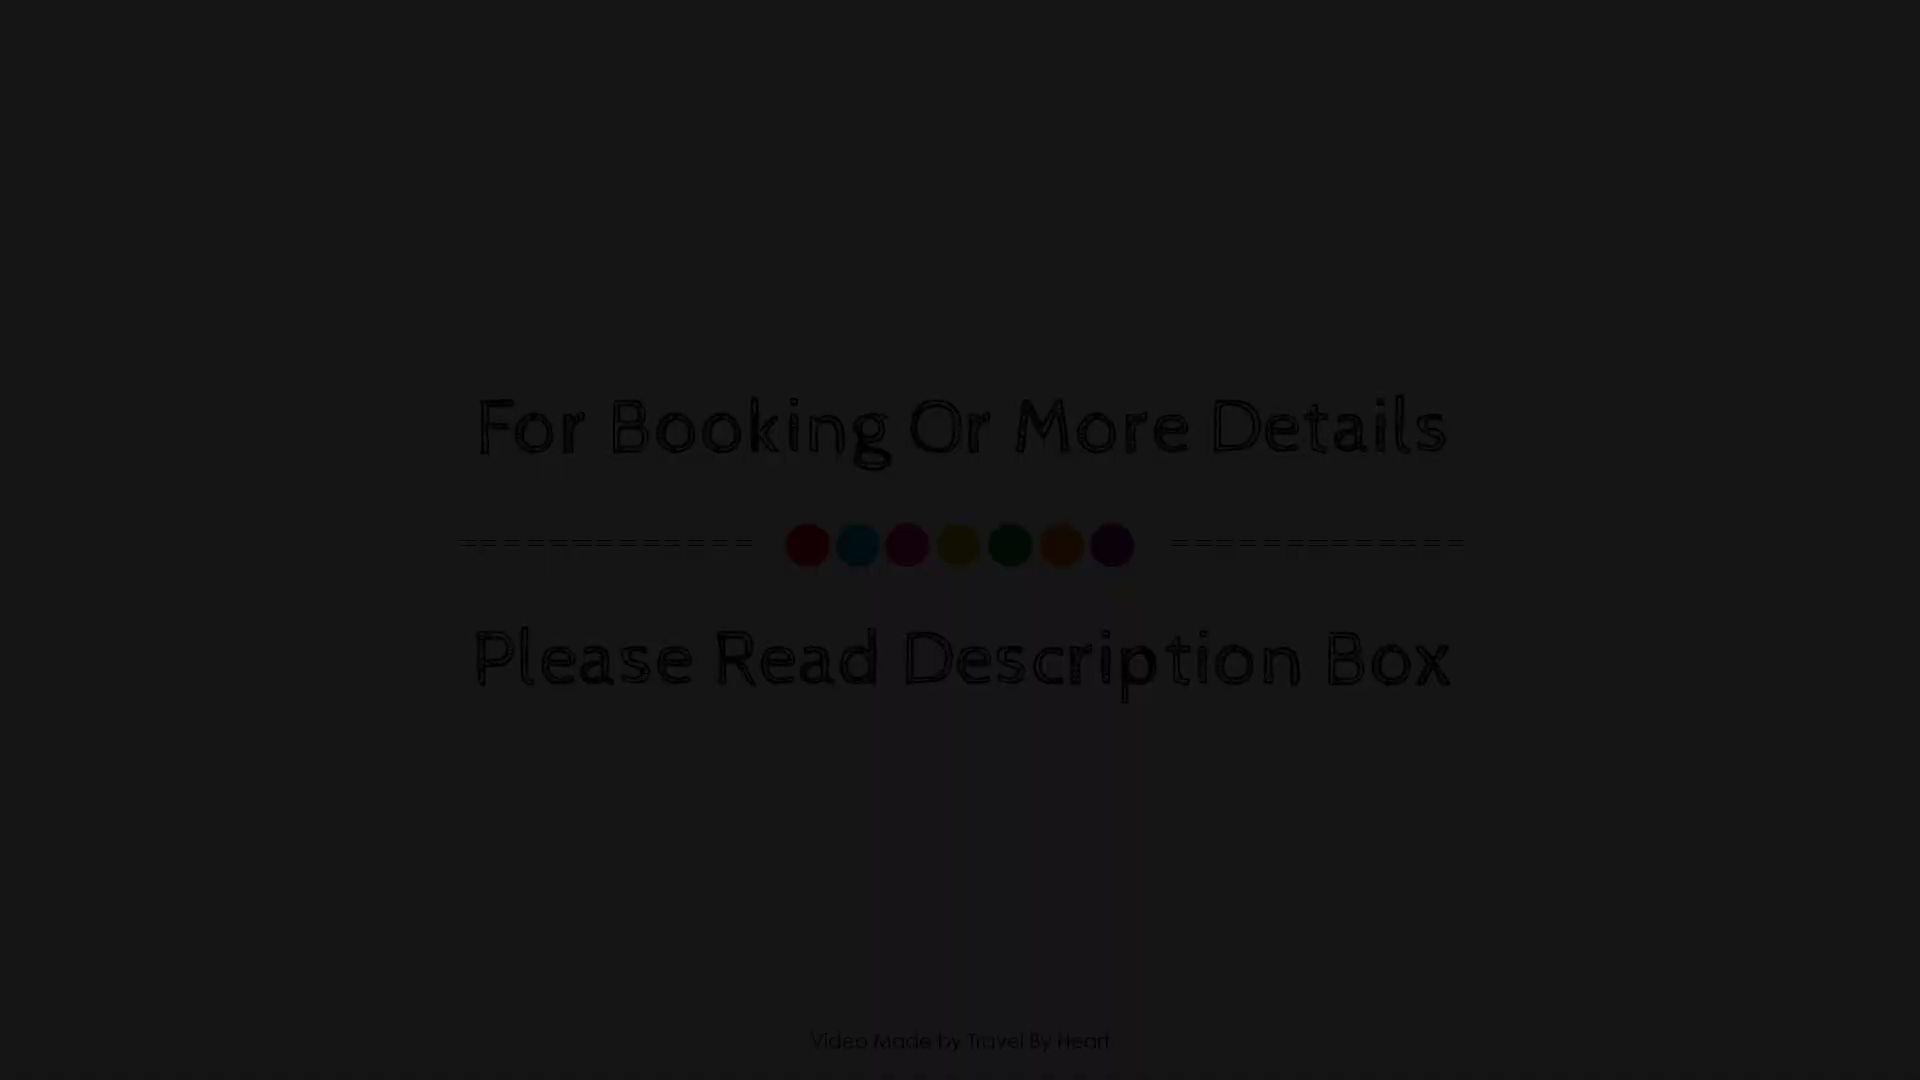 For Booking Or More Details
============= =============
Please Read Description Box
Video Made by Travel By Heart